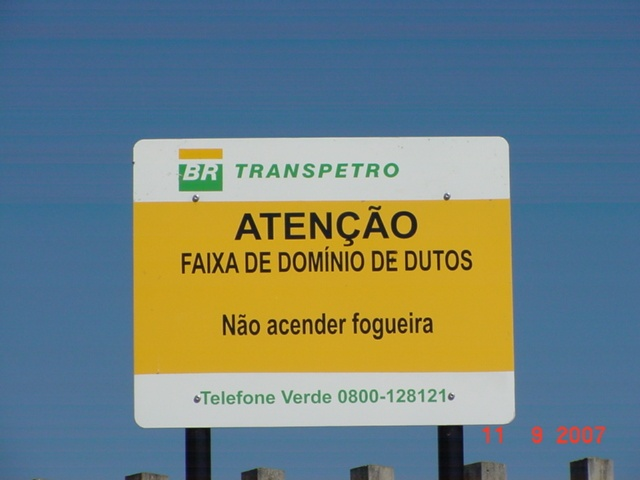 BR TRANSPETRO
ATENÇÃO
FAIXA DE DOMÍNIO DE DUTOS
Não acender fogueira
Telefone Verde 0800-128121
11 9 2007